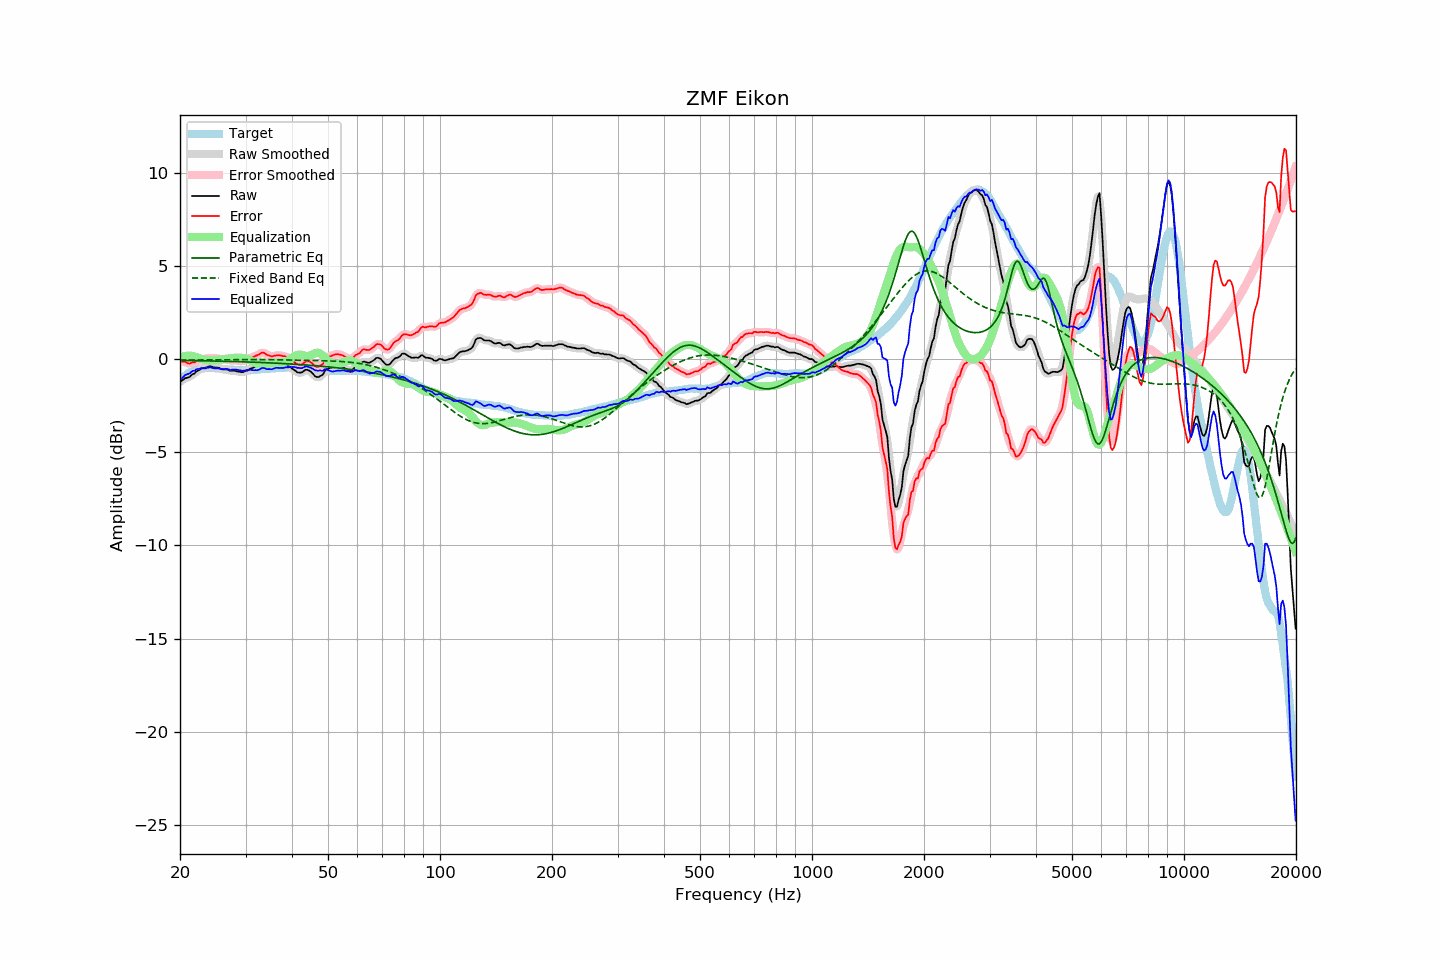 ZMF Eikon
Target
Raw Smoothed
Error Smoothed
Raw
Error
Equalization
Parametric Eq
Fixed Band Eq
Equalized
10
5
0
−5
−10
−15
−20
−25
Amplitude (dBr)
20 50 100 200 500 1000 2000 5000 10000 20000
Frequency (Hz)